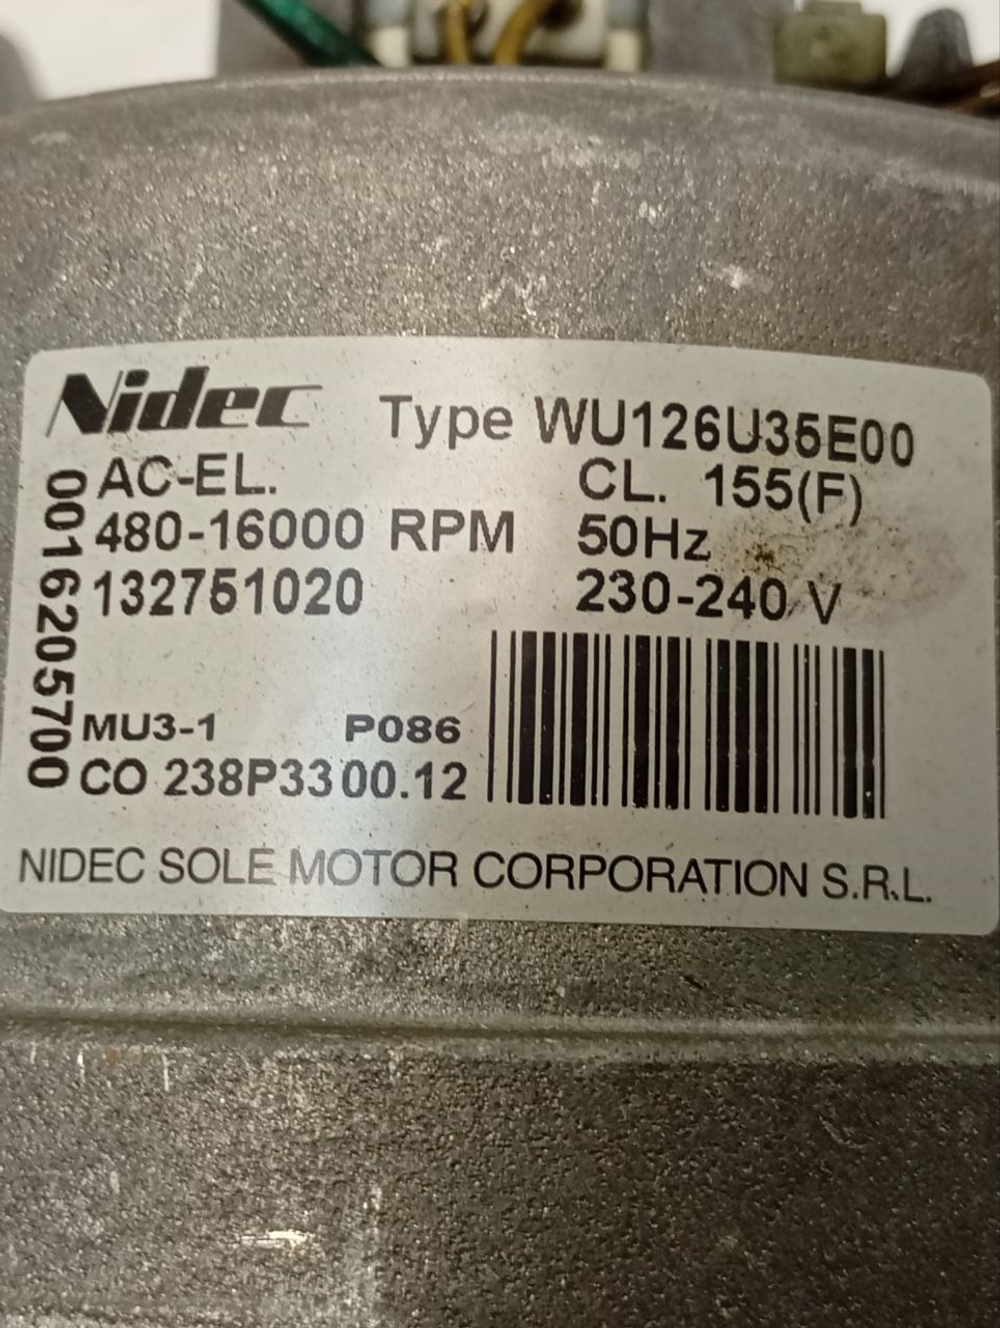 Nidec Type WU126U35E00
AC-EL. CL. 155(F)
480-16000 RPM 50Hz
132751020 230-240 V
0016205700
MU3-1 P086
CO 238P3300.12
NIDEC SOLE MOTOR CORPORATION S.R.L.